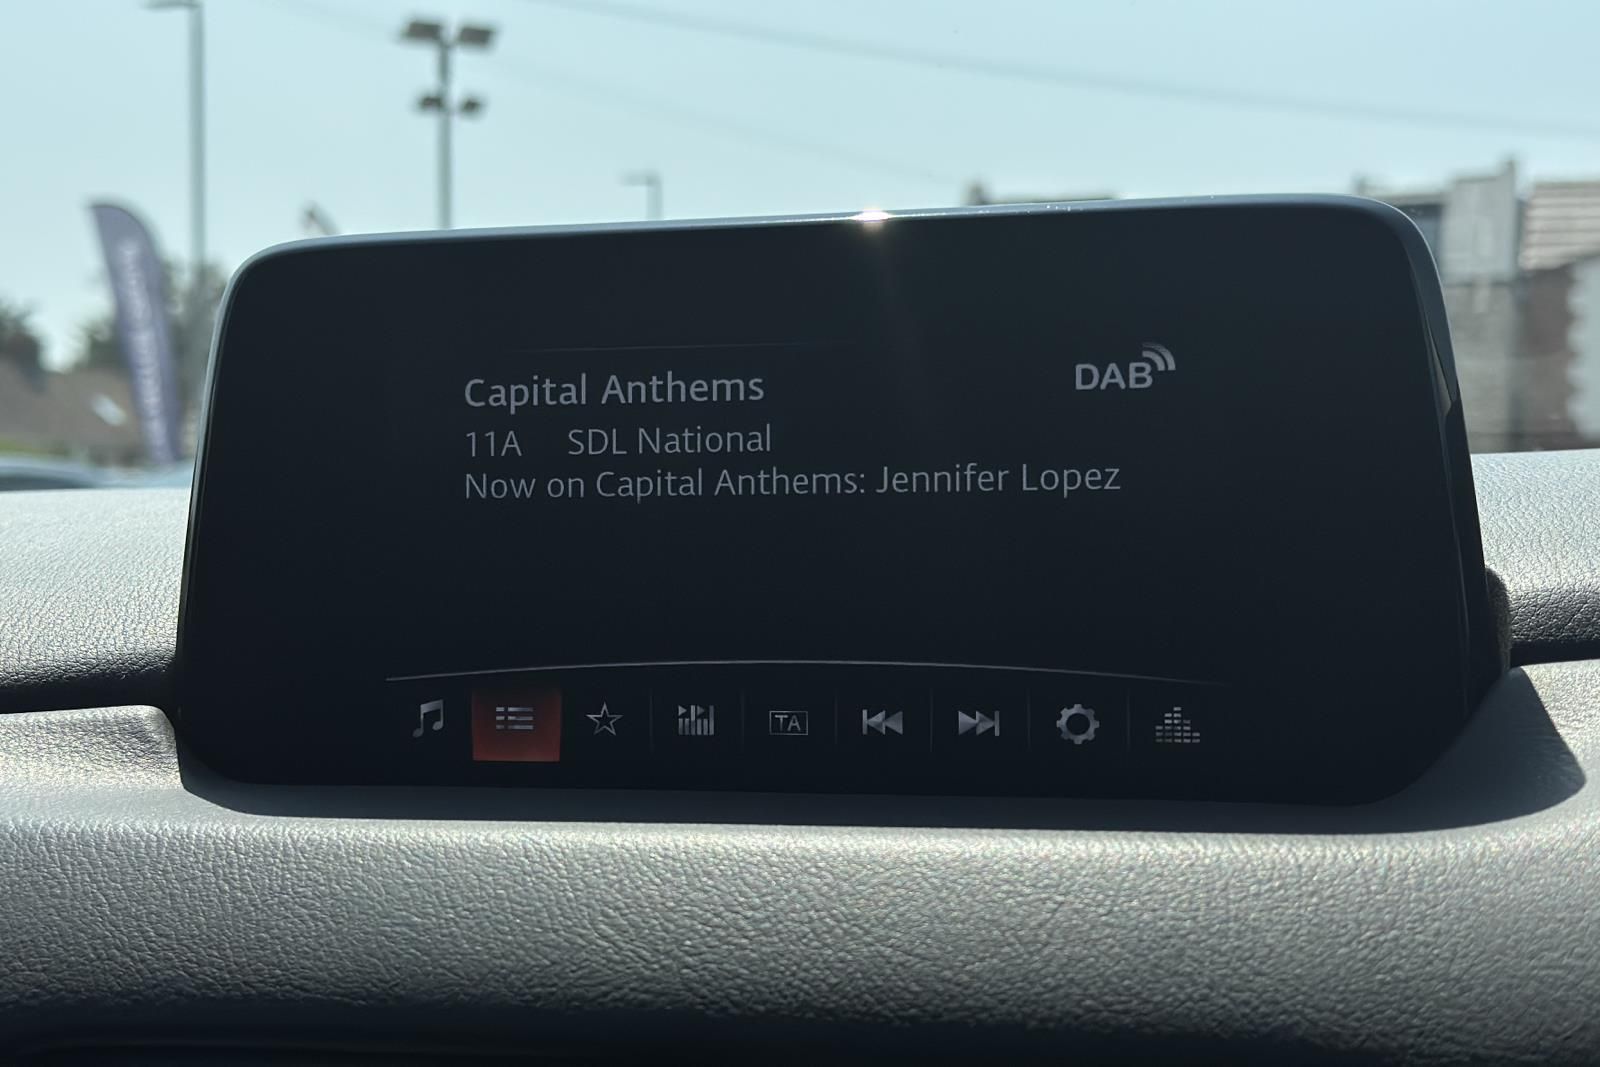 Capital Anthems
DAB
11A SDL National
Now on Capital Anthems: Jennifer Lopez
TA